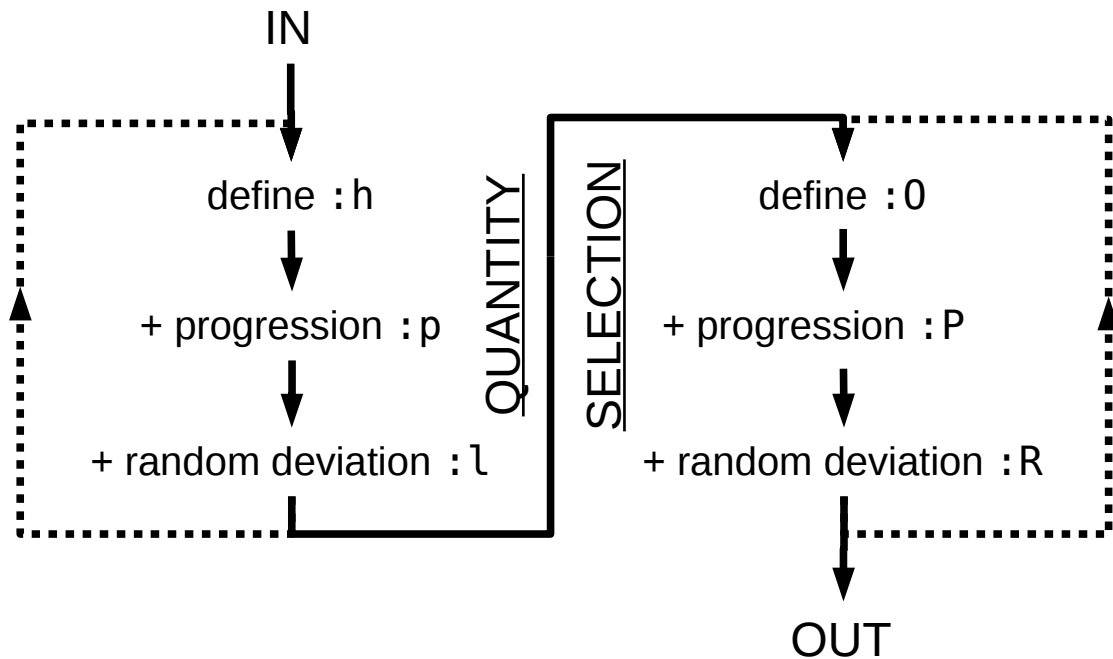 IN
define :h
+ progression :p
+ random deviation :l
QUANTITY
SELECTION
define :O
+ progression :P
+ random deviation :R
OUT